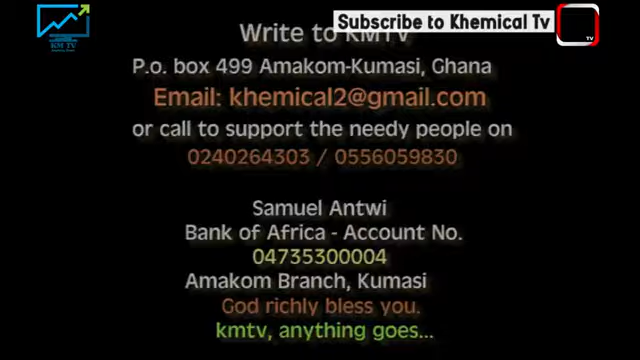 Subscribe to Khemical Tv
TV
KM TV
Write to KMTV
P.o. box 499 Amakom-Kumasi, Ghana
Email: khemical2@gmail.com
or call to support the needy people on
0240264303 / 0556059830
Samuel Antwi
Bank of Africa - Account No.
04735300004
Amakom Branch, Kumasi
God richly bless you.
kmtv, anything goes...